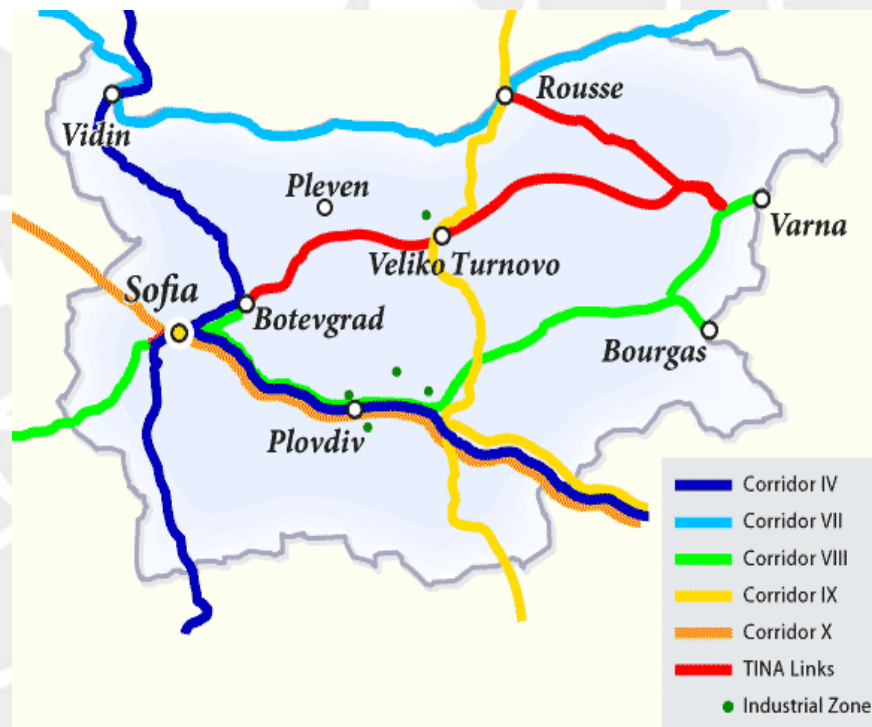 Rousse
Vidin
Pleven
Varna
Veliko Turnovo
Sofia
Botevgrad
Bourgas
Plovdiv
Corridor IV
Corridor VII
Corridor VIII
Corridor IX
Corridor X
TINA Links
Industrial Zone